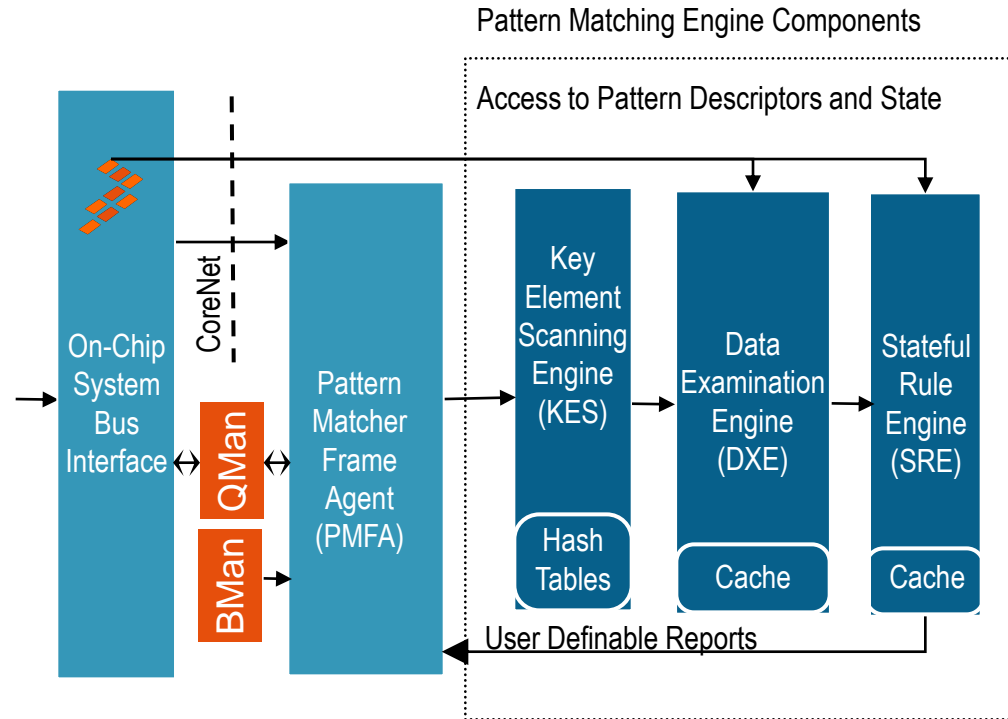 Pattern Matching Engine Components
Access to Pattern Descriptors and State
CoreNet
On-Chip
System
Bus
Interface
QMan
BMan
Pattern
Matcher
Frame
Agent
(PMFA)
Key
Element
Scanning
Engine
(KES)
Hash
Tables
Data
Examination
Engine
(DXE)
Cache
Stateful
Rule
Engine
(SRE)
Cache
User Definable Reports